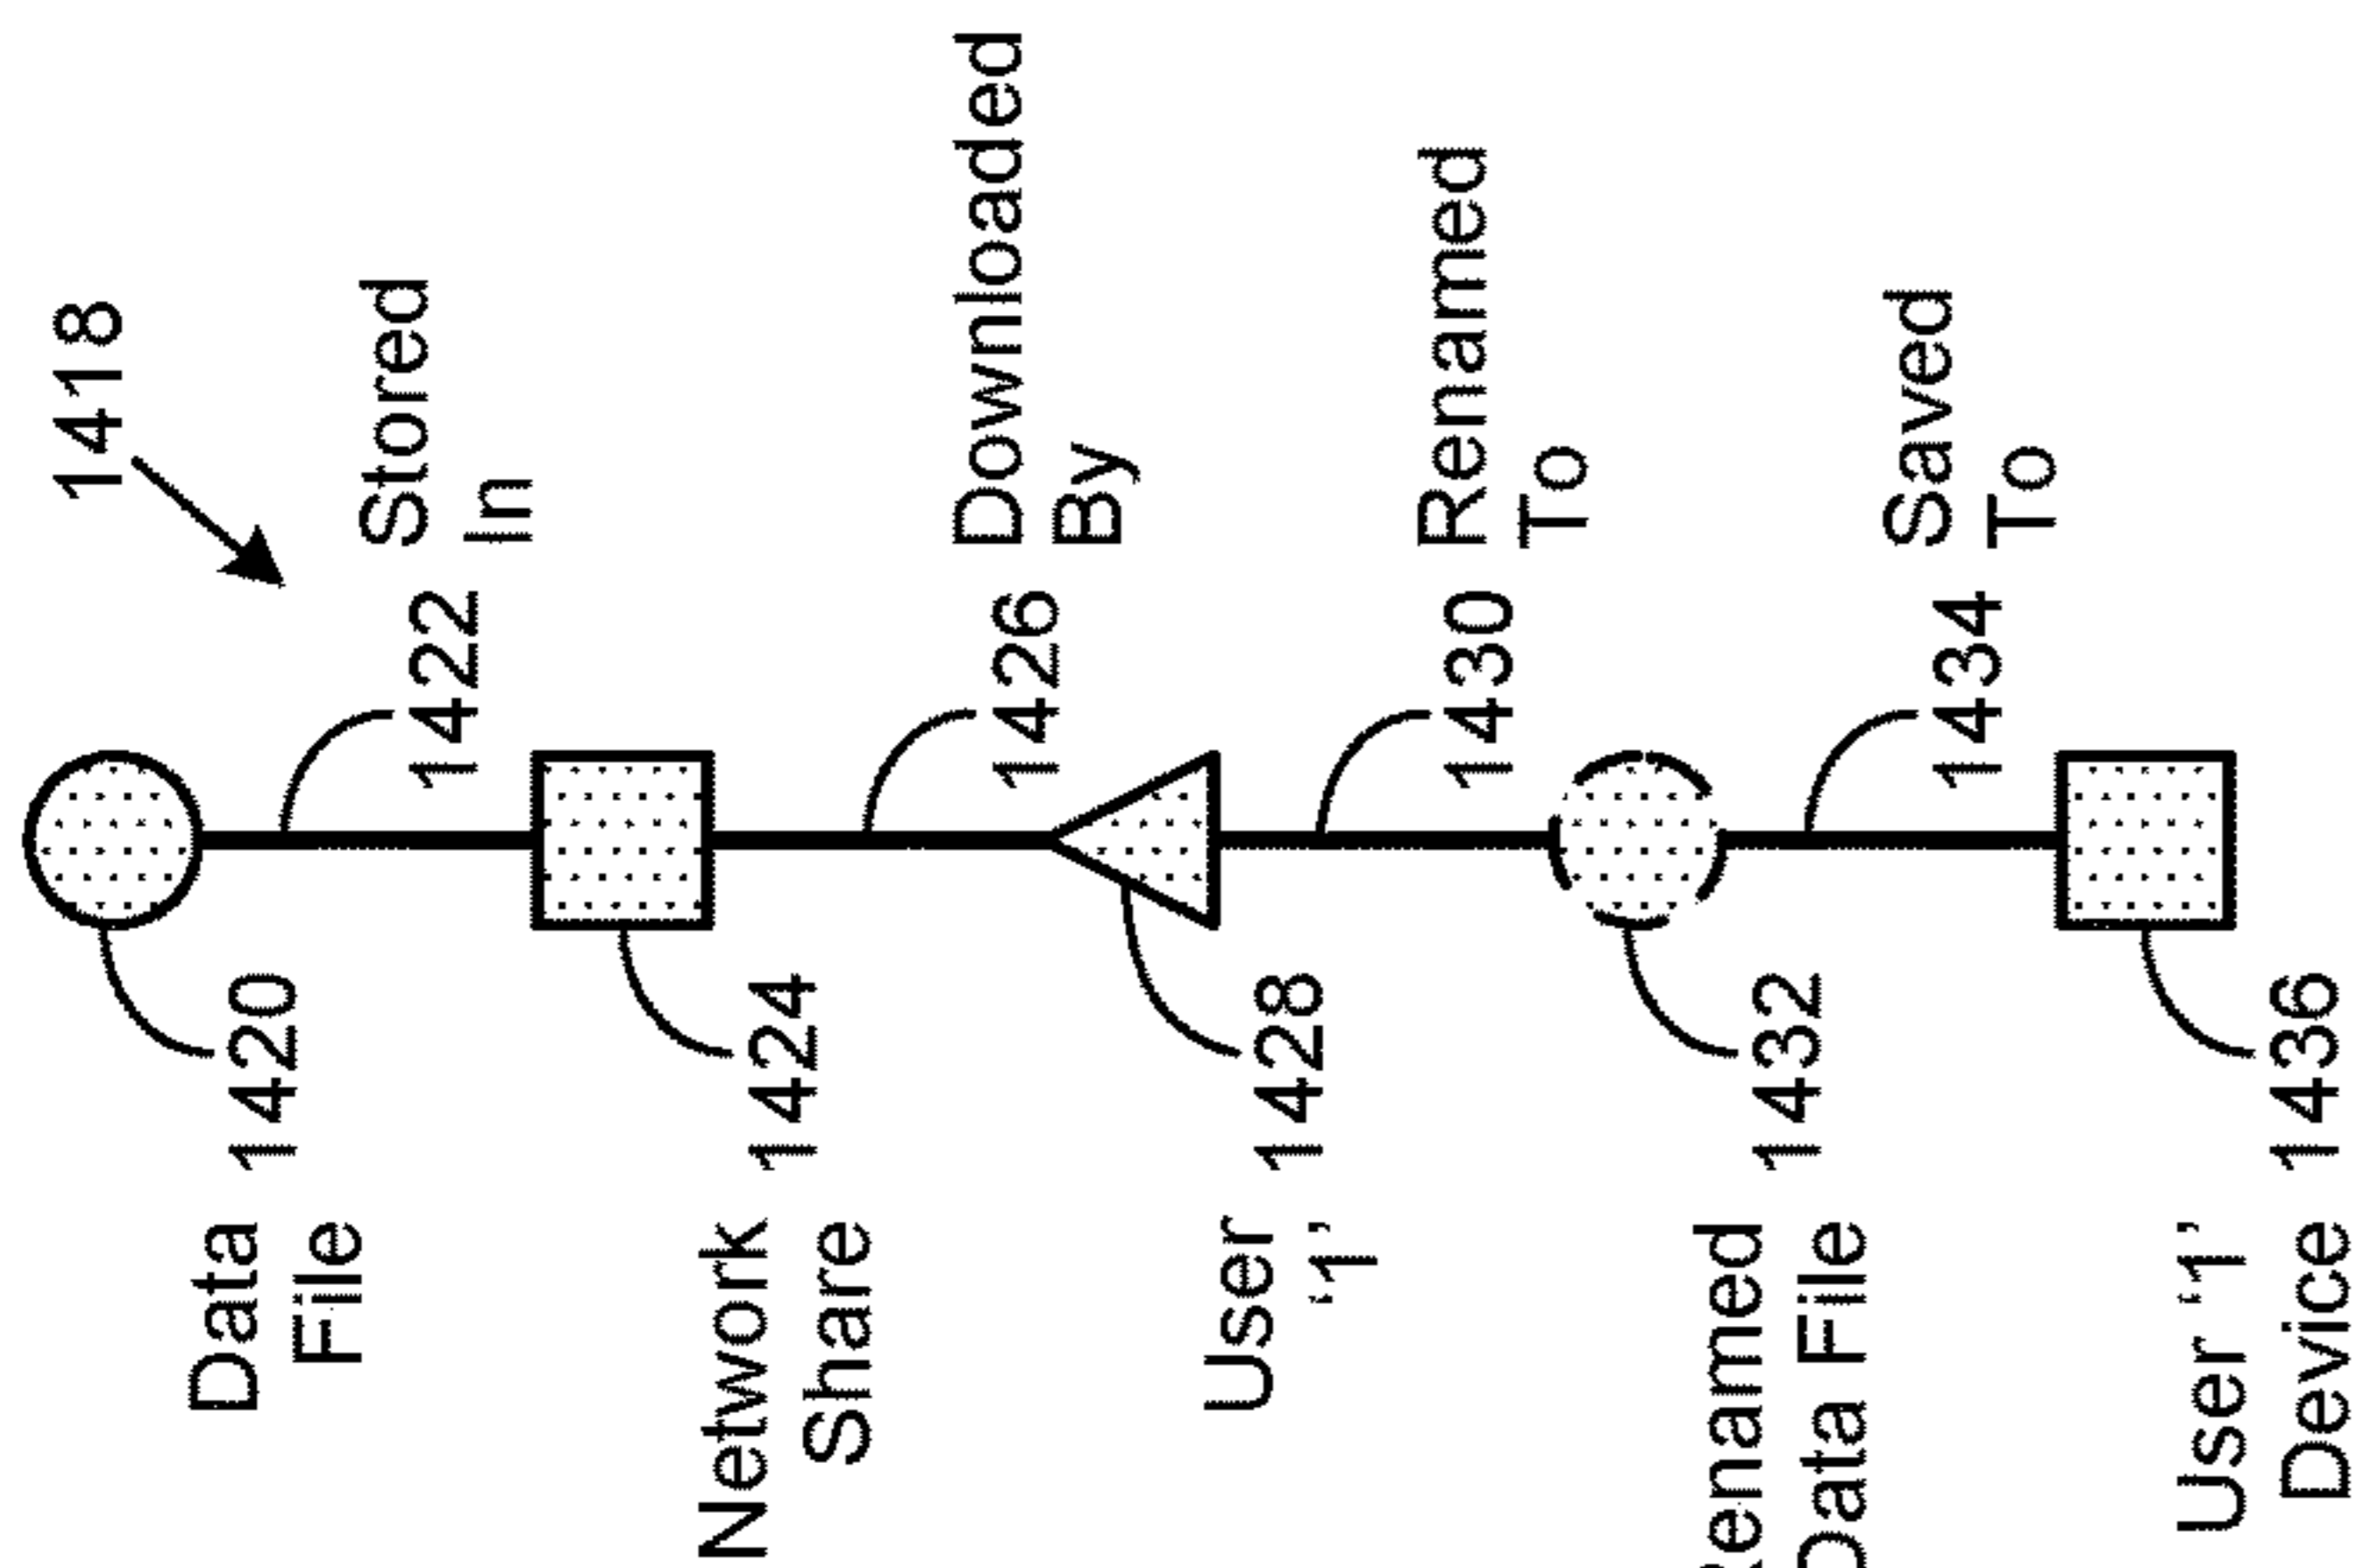 1418
Data
File
1420
1422
Stored
In
Network
Share
1424
1426
Downloaded
By
User
‘1’
1428
1430
Renamed
To
Renamed
Data File
1432
1434
Saved
To
User ‘1’
Device
1436